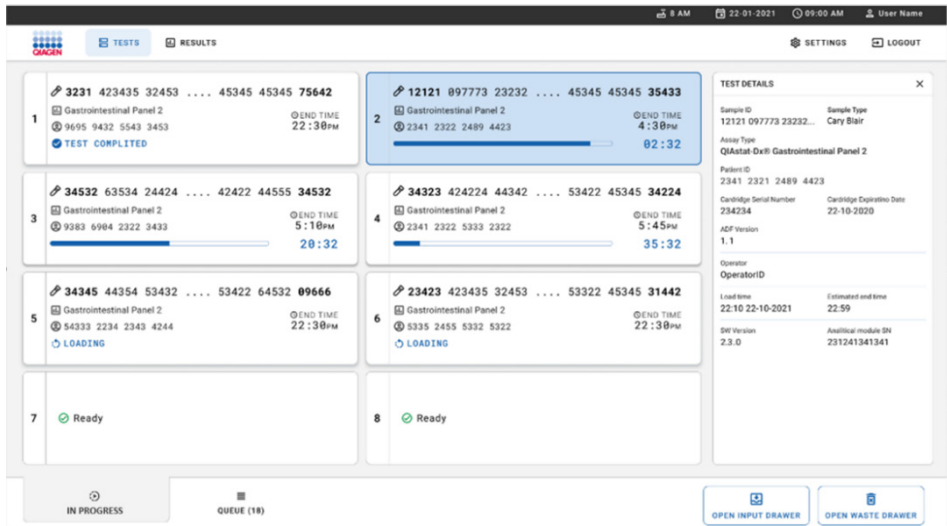 8 AM 22-01-2021 09:00 AM User Name
QIAGEN TESTS RESULTS SETTINGS LOGOUT
1
3231 423435 32453 .... 45345 45345 75642
Gastrointestinal Panel 2
9695 9432 5543 3453
END TIME
22:30PM
TEST COMPLITED
2
12121 097773 23232 .... 45345 45345 35433
Gastrointestinal Panel 2
2341 2322 2489 4423
END TIME
4:30PM
02:32
3
34532 63534 24424 .... 42422 44555 34532
Gastrointestinal Panel 2
9383 6904 2322 3433
END TIME
5:10PM
20:32
4
34323 424224 44342 .... 53422 45345 34224
Gastrointestinal Panel 2
2341 2322 5333 2322
END TIME
5:45PM
35:32
5
34345 44354 53432 .... 53422 64532 09666
Gastrointestinal Panel 2
54333 2234 2343 4244
END TIME
22:30PM
LOADING
6
23423 423435 32453 .... 53322 45345 31442
Gastrointestinal Panel 2
5335 2455 5332 5322
END TIME
22:30PM
LOADING
7
Ready
8
Ready
TEST DETAILS
Sample ID Sample Type
12121 097773 23232... Cary Blair
Assay Type
QIAstat-Dx® Gastrointestinal Panel 2
Patient ID
2341 2321 2489 4423
Cardridge Serial Number Cardridge Expiratino Date
234234 22-10-2020
ADF Version
1.1
Operator
OperatorID
Load time Estimated end time
22:10 22-10-2021 22:59
SW Version Analitical module SN
2.3.0 231241341341
IN PROGRESS
QUEUE (18)
OPEN INPUT DRAWER
OPEN WASTE DRAWER